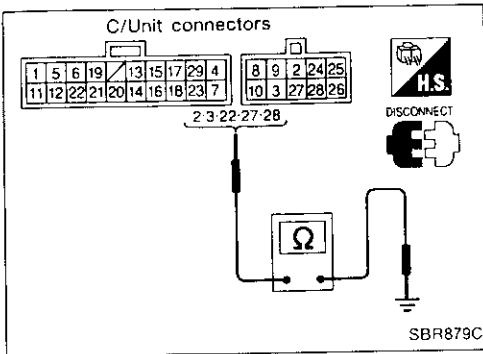 C/Unit connectors
1 5 6 19 13 15 17 29 4
11 12 22 21 20 14 16 18 23 7
8 9 2 24 25
10 3 27 28 26
2·3·22·27·28
H.S.
DISCONNECT
Ω
SBR879C